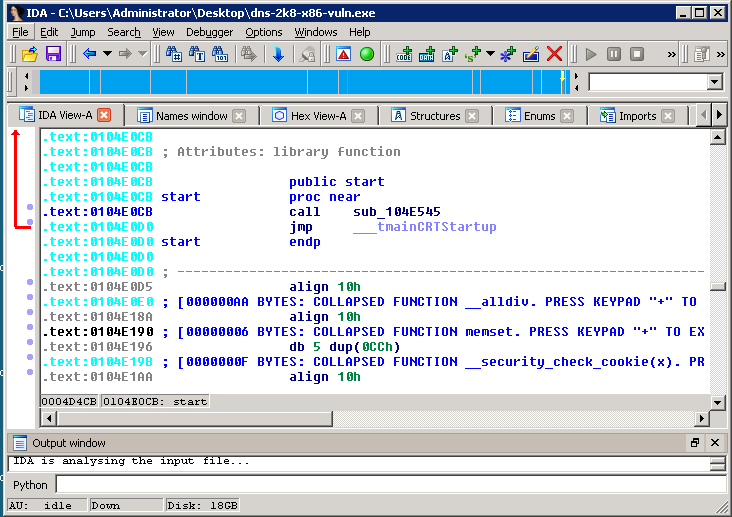 IDA - C:\Users\Administrator\Desktop\dns-2k8-x86-vuln.exe
File Edit Jump Search View Debugger Options Windows Help
IDA View-A Names window Hex View-A Structures Enums Imports
.text:0104E0CB
.text:0104E0CB ; Attributes: library function
.text:0104E0CB
.text:0104E0CB public start
.text:0104E0CB start proc near
.text:0104E0CB call sub_104E545
.text:0104E0D0 jmp ___tmainCRTStartup
.text:0104E0D0 start endp
.text:0104E0D0
.text:0104E0D0 ; ---------------------------------------------------------------------------
.text:0104E0D5 align 10h
.text:0104E0E0 ; [000000AA BYTES: COLLAPSED FUNCTION __alldiv. PRESS KEYPAD "+" TO
.text:0104E18A align 10h
.text:0104E190 ; [00000006 BYTES: COLLAPSED FUNCTION memset. PRESS KEYPAD "+" TO EX
.text:0104E196 db 5 dup(0CCh)
.text:0104E19B ; [0000000F BYTES: COLLAPSED FUNCTION __security_check_cookie(x). PR
.text:0104E1AA align 10h
0004D4CB 0104E0CB: start
Output window
IDA is analysing the input file...
Python
AU: idle Down Disk: 18GB